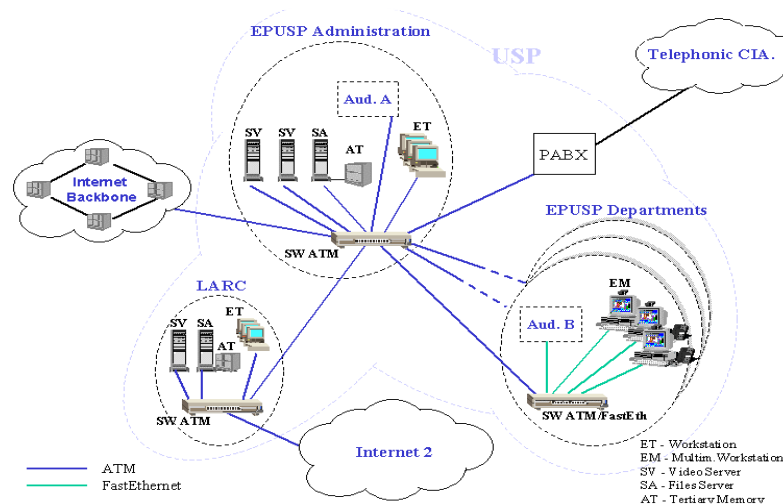 EPUSP Administration
USP
Telephonic CIA.
Aud. A
ET
SV
SV
SA
AT
PABX
Internet
Backbone
EPUSP Departments
SW ATM
LARC
EM
ET
SV
SA
AT
Aud. B
SW ATM
SW ATM/FastEth
Internet 2
ET - Workstation
EM - Multim. Workstation
SV - Video Server
SA - Files Server
AT - Tertiary Memory
ATM
FastEthernet